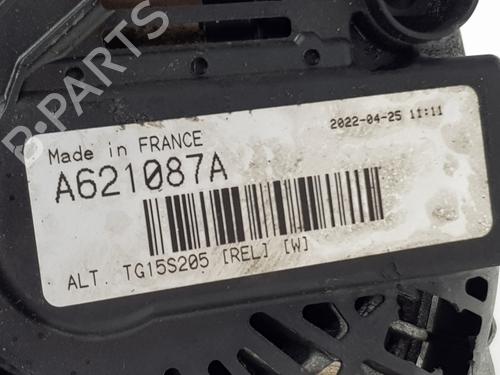 B-PARTS
Made in FRANCE
2022-04-25 11:11
A621087A
ALT. TG15S205 [REL] [W]